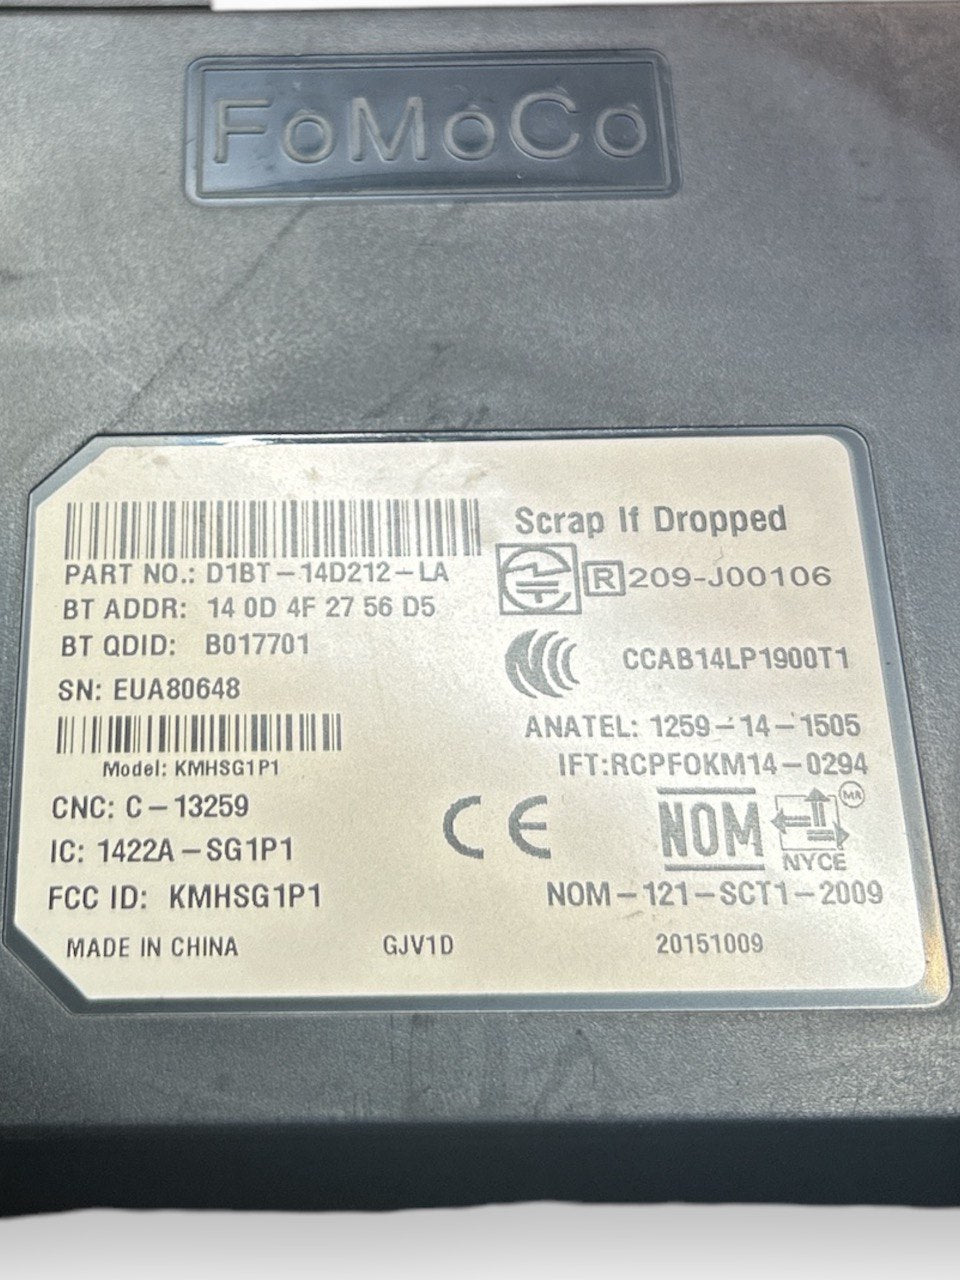 FoMoCo
Scrap If Dropped
PART NO.: D1BT-14D212-LA
R 209-J00106
BT ADDR: 14 0D 4F 27 56 D5
BT QDID: B017701
CCAB14LP1900T1
SN: EUA80648
ANATEL: 1259-14-1505
Model: KMHSG1P1
IFT:RCPFOKM14-0294
CNC: C-13259
CE
NOM
MR
NYCE
IC: 1422A-SG1P1
FCC ID: KMHSG1P1
NOM-121-SCT1-2009
MADE IN CHINA
GJV1D
20151009